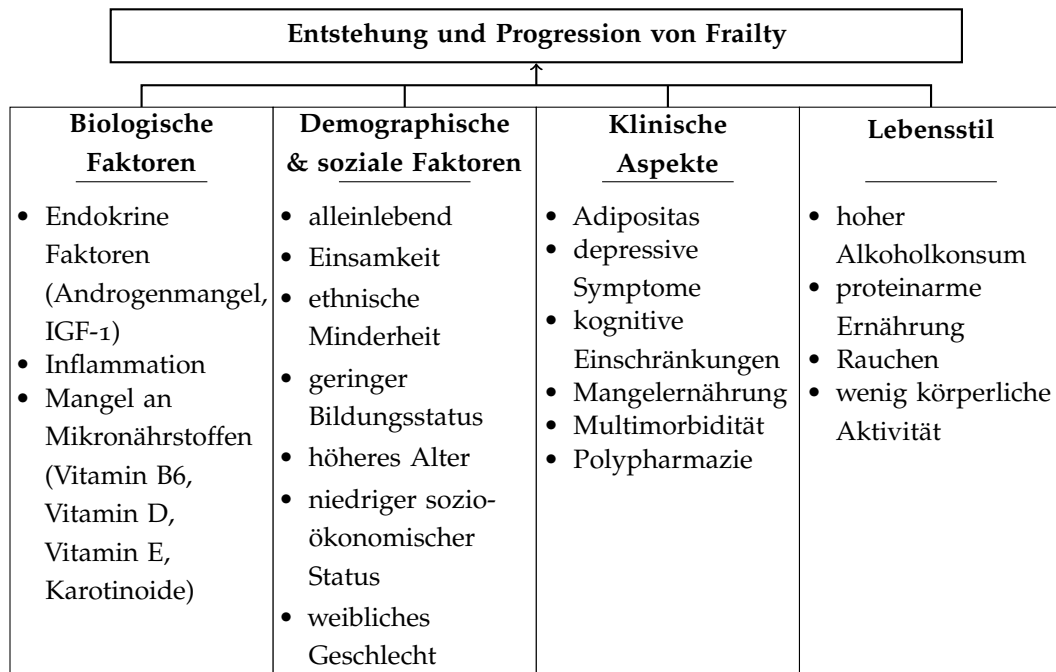 Entstehung und Progression von Frailty
Biologische
Faktoren
• Endokrine
Faktoren
(Androgenmangel,
IGF-1)
• Inflammation
• Mangel an
Mikronährstoffen
(Vitamin B6,
Vitamin D,
Vitamin E,
Karotinoide)
Demographische
& soziale Faktoren
• alleinlebend
• Einsamkeit
• ethnische
Minderheit
• geringer
Bildungsstatus
• höheres Alter
• niedriger sozio-
ökonomischer
Status
• weibliches
Geschlecht
Klinische
Aspekte
• Adipositas
• depressive
Symptome
• kognitive
Einschränkungen
• Mangelernährung
• Multimorbidität
• Polypharmazie
Lebensstil
• hoher
Alkoholkonsum
• proteinarme
Ernährung
• Rauchen
• wenig körperliche
Aktivität